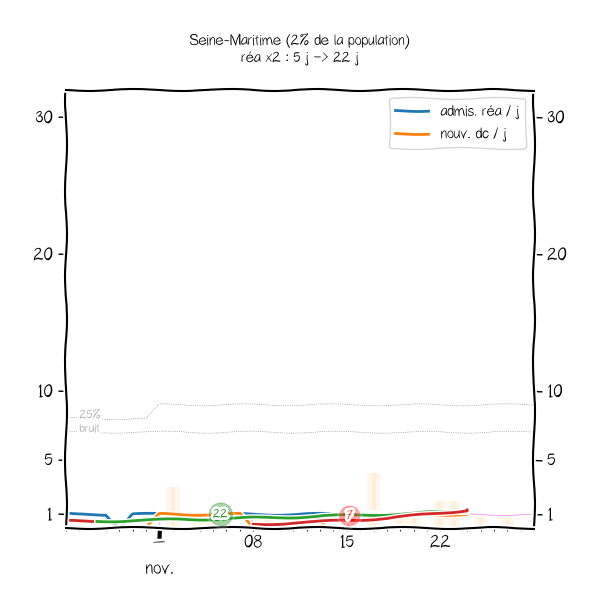 Seine-Maritime (2% de la population)
réa x2 : 5 j -> 22 j
admis. réa / j
nouv. dc / j
30 30
20 20
10 10
25%
bruit
5 5
22 7
1 1
1 08 15 22
nov.